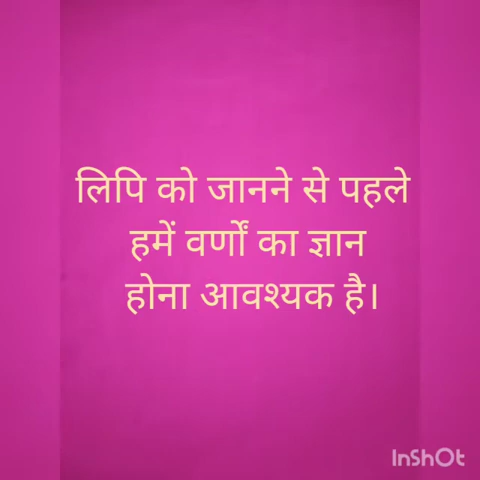 लिपि को जानने से पहले
हमें वर्णों का ज्ञान
होना आवश्यक है।
InShOt